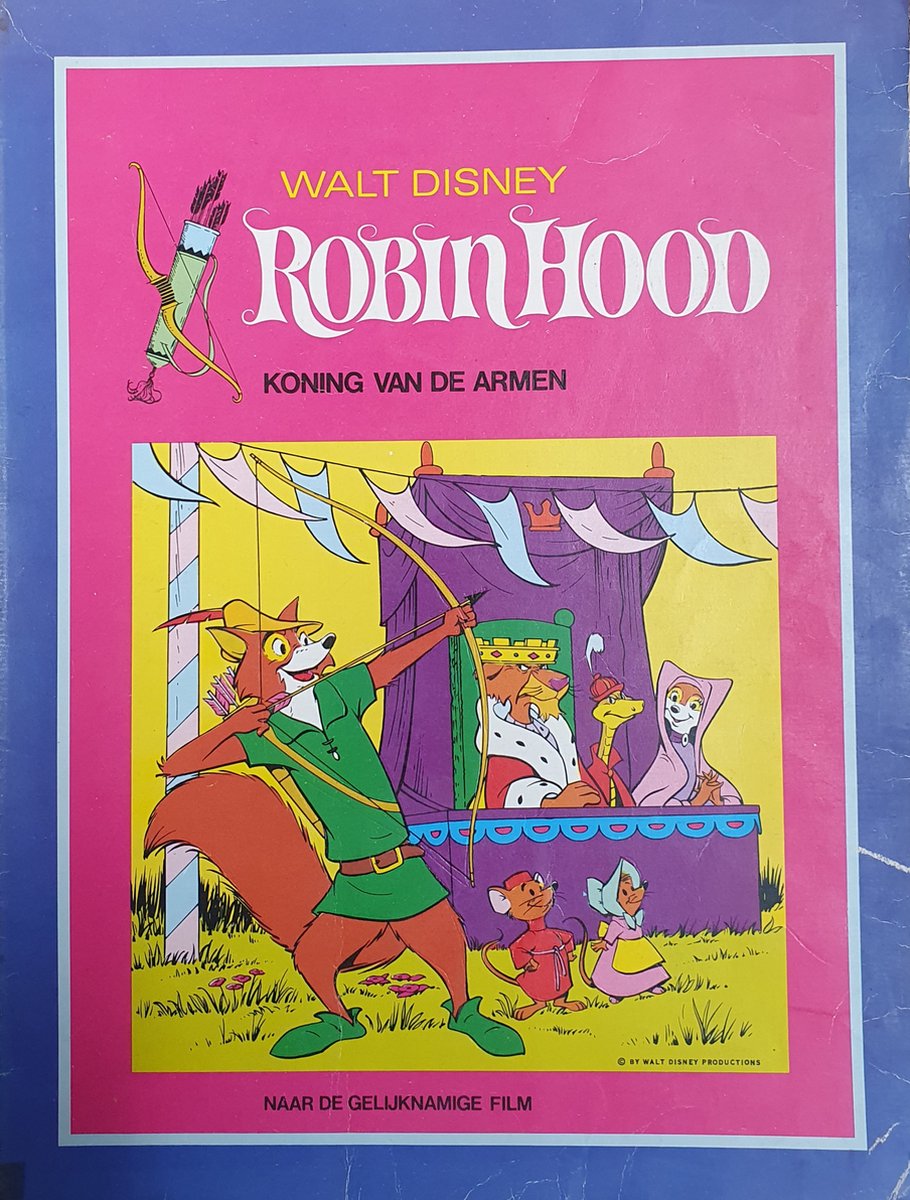 WALT DISNEY
ROBIN HOOD
KONING VAN DE ARMEN
© BY WALT DISNEY PRODUCTIONS
NAAR DE GELIJKNAMIGE FILM